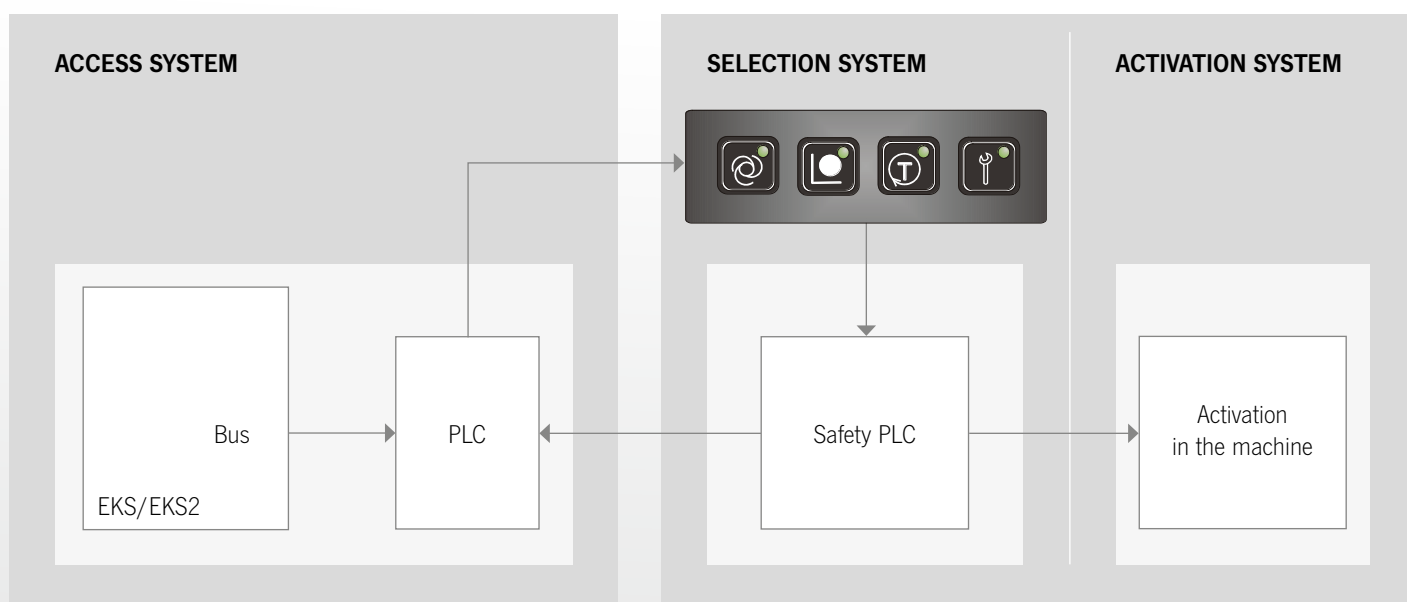 ACCESS SYSTEM
SELECTION SYSTEM
ACTIVATION SYSTEM
T
Bus
EKS/EKS2
PLC
Safety PLC
Activation
in the machine